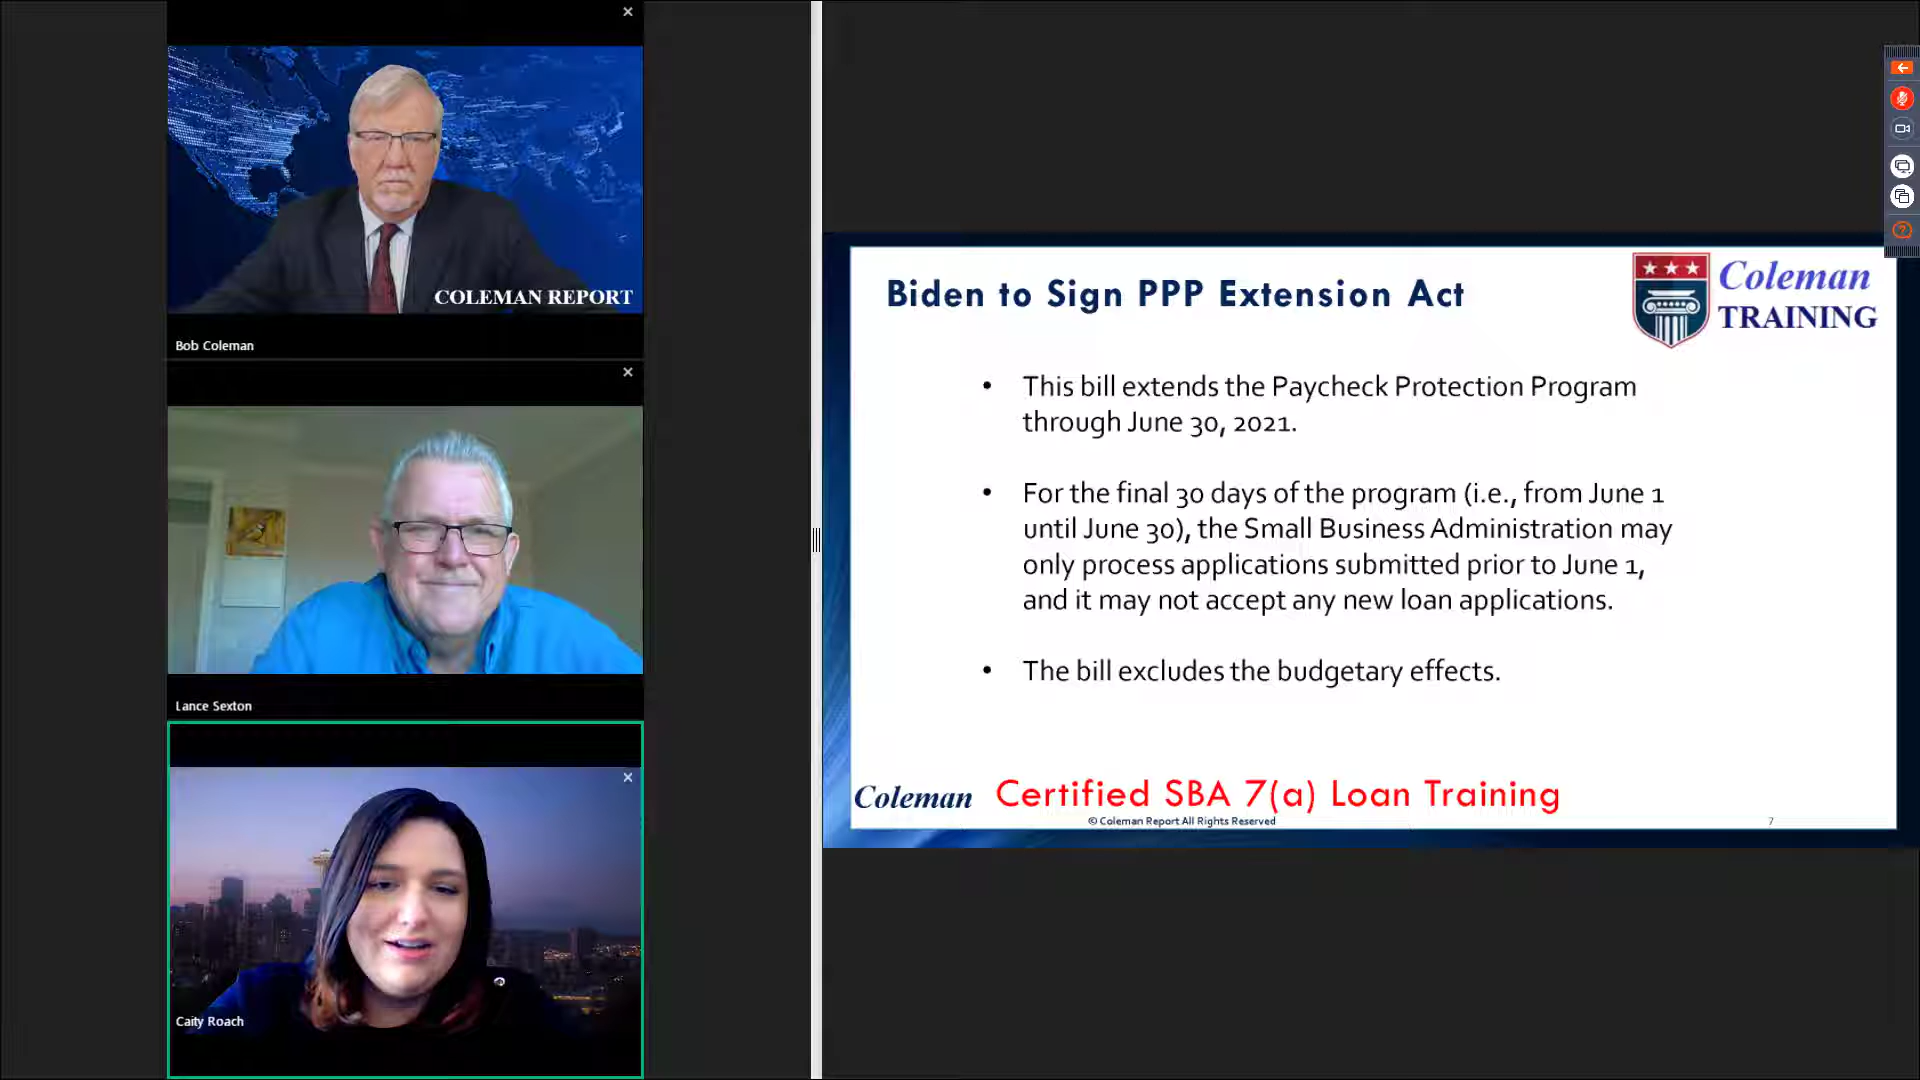 COLEMAN REPORT
Bob Coleman
Lance Sexton
Caity Roach
Biden to Sign PPP Extension Act
Coleman
TRAINING
• This bill extends the Paycheck Protection Program
through June 30, 2021.
• For the final 30 days of the program (i.e., from June 1
until June 30), the Small Business Administration may
only process applications submitted prior to June 1,
and it may not accept any new loan applications.
• The bill excludes the budgetary effects.
Coleman Certified SBA 7(a) Loan Training
© Coleman Report All Rights Reserved
7